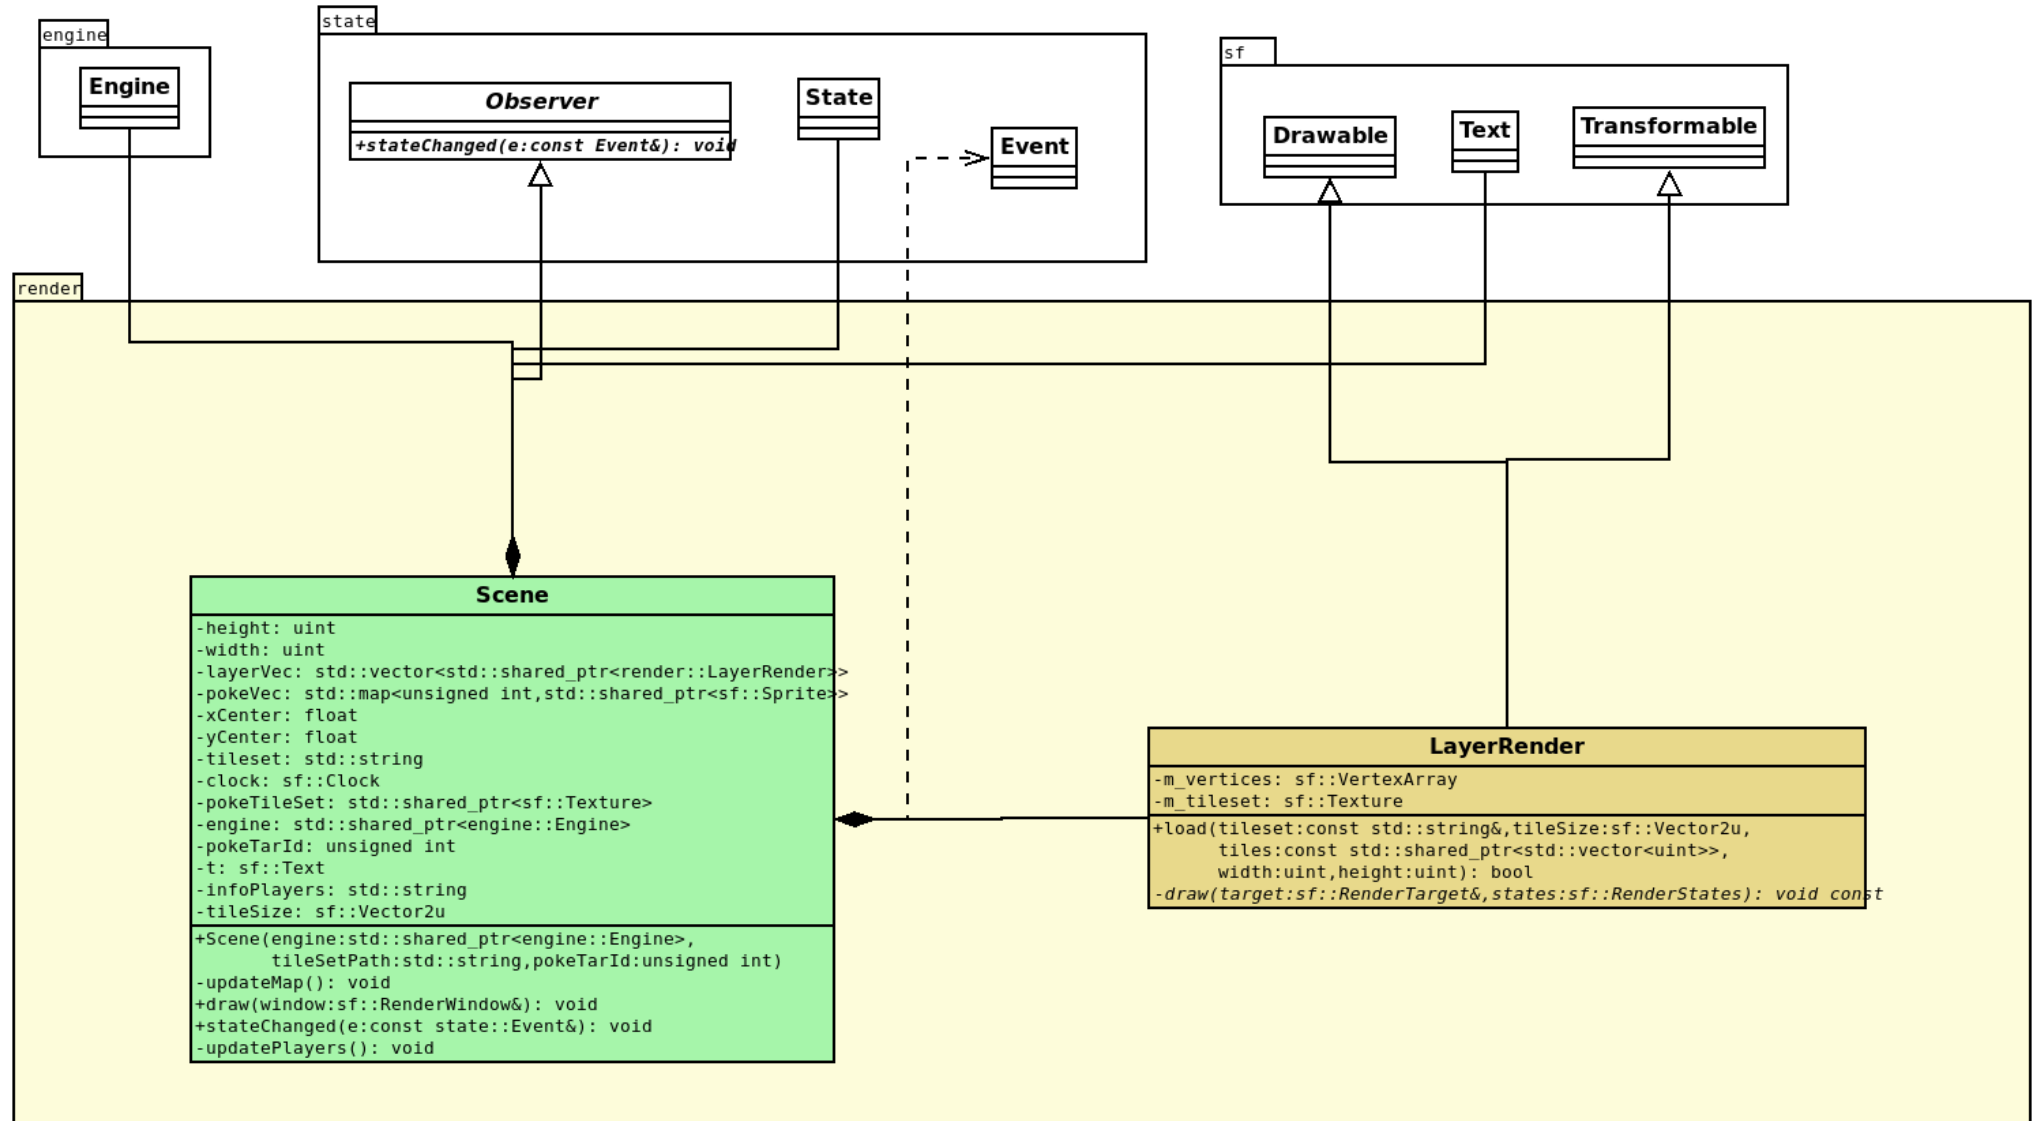 engine
Engine
state
Observer
+stateChanged(e:const Event&): void
State
Event
sf
Drawable
Text
Transformable
render
Scene
-height: uint
-width: uint
-layerVec: std::vector<std::shared_ptr<render::LayerRender>>
-pokeVec: std::map<unsigned int,std::shared_ptr<sf::Sprite>>
-xCenter: float
-yCenter: float
-tileset: std::string
-clock: sf::Clock
-pokeTileSet: std::shared_ptr<sf::Texture>
-engine: std::shared_ptr<engine::Engine>
-pokeTarId: unsigned int
-t: sf::Text
-infoPlayers: std::string
-tileSize: sf::Vector2u
+Scene(engine:std::shared_ptr<engine::Engine>,
tileSetPath:std::string,pokeTarId:unsigned int)
-updateMap(): void
+draw(window:sf::RenderWindow&): void
+stateChanged(e:const state::Event&): void
-updatePlayers(): void
LayerRender
-m_vertices: sf::VertexArray
-m_tileset: sf::Texture
+load(tileset:const std::string&,tileSize:sf::Vector2u,
tiles:const std::shared_ptr<std::vector<uint>>,
width:uint,height:uint): bool
-draw(target:sf::RenderTarget&,states:sf::RenderStates): void const